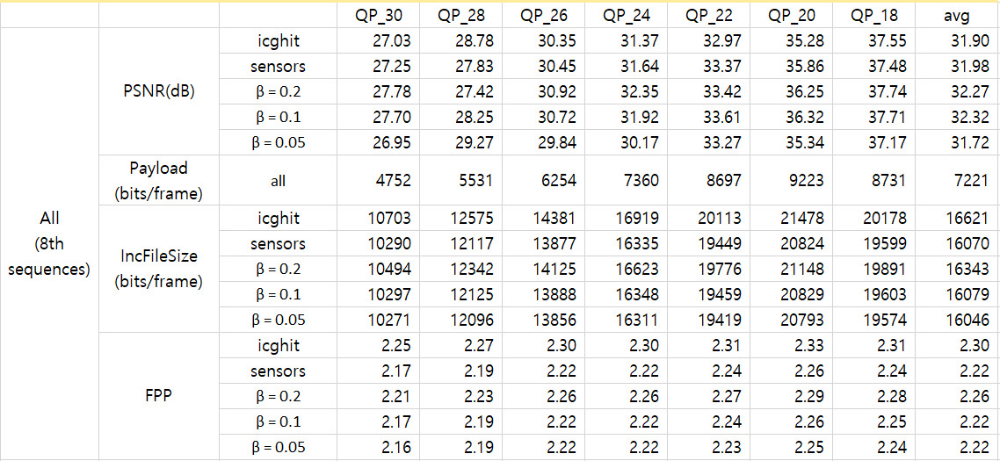 QP_30 QP_28 QP_26 QP_24 QP_22 QP_20 QP_18 avg
All
(8th
sequences)
PSNR(dB)
icghit 27.03 28.78 30.35 31.37 32.97 35.28 37.55 31.90
sensors 27.25 27.83 30.45 31.64 33.37 35.86 37.48 31.98
β = 0.2 27.78 27.42 30.92 32.35 33.42 36.25 37.74 32.27
β = 0.1 27.70 28.25 30.72 31.92 33.61 36.32 37.71 32.32
β = 0.05 26.95 29.27 29.84 30.17 33.27 35.34 37.17 31.72
Payload
(bits/frame)
all 4752 5531 6254 7360 8697 9223 8731 7221
IncFileSize
(bits/frame)
icghit 10703 12575 14381 16919 20113 21478 20178 16621
sensors 10290 12117 13877 16335 19449 20824 19599 16070
β = 0.2 10494 12342 14125 16623 19776 21148 19891 16343
β = 0.1 10297 12125 13888 16348 19459 20829 19603 16079
β = 0.05 10271 12096 13856 16311 19419 20793 19574 16046
FPP
icghit 2.25 2.27 2.30 2.30 2.31 2.33 2.31 2.30
sensors 2.17 2.19 2.22 2.22 2.24 2.26 2.24 2.22
β = 0.2 2.21 2.23 2.26 2.26 2.27 2.29 2.28 2.26
β = 0.1 2.17 2.19 2.22 2.22 2.24 2.26 2.25 2.22
β = 0.05 2.16 2.19 2.22 2.22 2.23 2.25 2.24 2.22